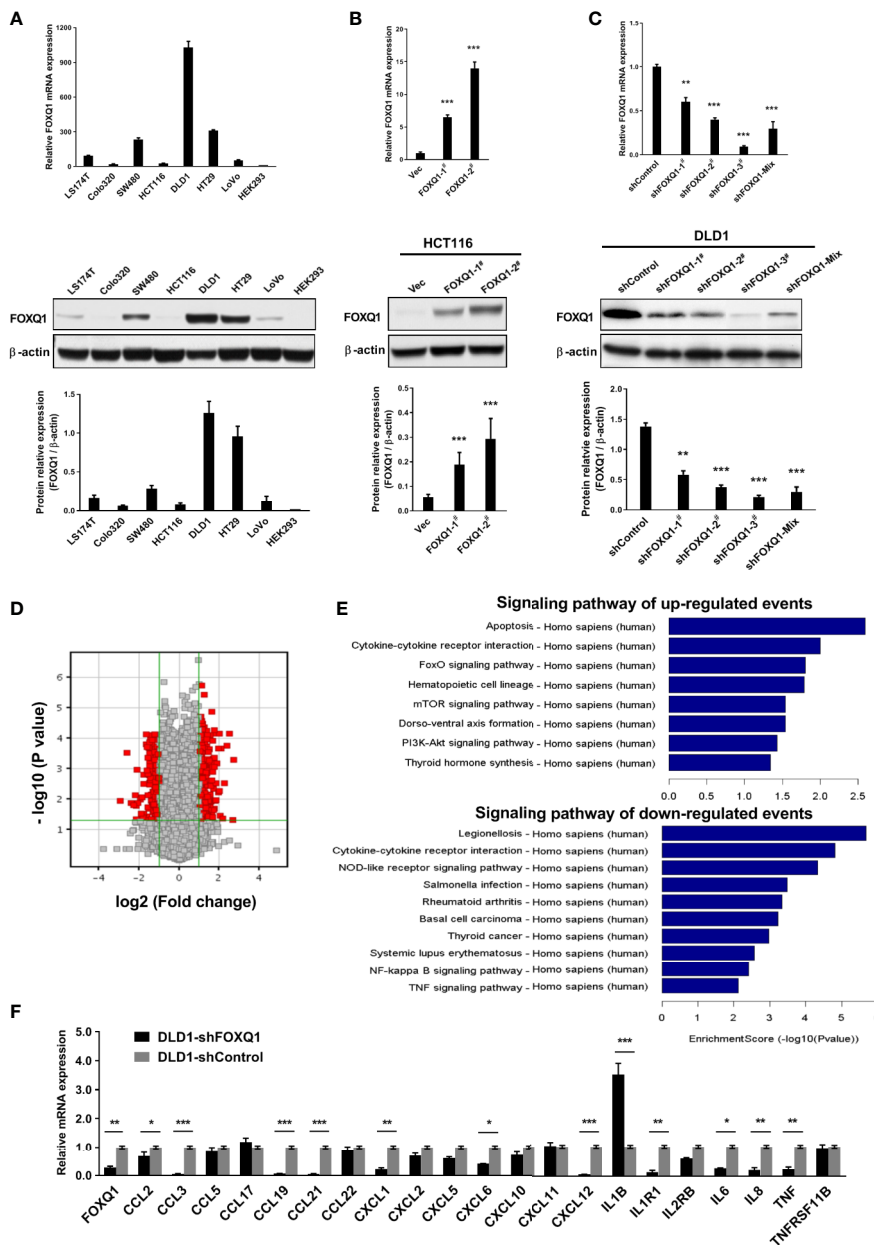 A
B
C
Relative FOXQ1 mRNA expression
1200
900
600
300
0
LS174T
Colo320
SW480
HCT116
DLD1
HT29
LoVo
HEK293
Relative FOXQ1 mRNA expression
20
15
10
5
0
***
***
Vec
FOXQ1-1#
FOXQ1-2#
Relative FOXQ1 mRNA expression
1.5
1.0
0.5
0.0
**
***
***
***
shControl
shFOXQ1-1#
shFOXQ1-2#
shFOXQ1-3#
shFOXQ1-Mix
LS174T
Colo320
SW480
HCT116
DLD1
HT29
LoVo
HEK293
FOXQ1
β-actin
HCT116
Vec
FOXQ1-1#
FOXQ1-2#
FOXQ1
β-actin
DLD1
shControl
shFOXQ1-1#
shFOXQ1-2#
shFOXQ1-3#
shFOXQ1-Mix
FOXQ1
β-actin
Protein relative expression
(FOXQ1 / β-actin)
1.5
1.0
0.5
0.0
LS174T
Colo320
SW480
HCT116
DLD1
HT29
LoVo
HEK293
Protein relative expression
(FOXQ1 / β-actin)
0.5
0.4
0.3
0.2
0.1
0.0
***
***
Vec
FOXQ1-1#
FOXQ1-2#
Protein relatvie expression
(FOXQ1 / β-actin)
2.0
1.5
1.0
0.5
0.0
**
***
***
***
shControl
shFOXQ1-1#
shFOXQ1-2#
shFOXQ1-3#
shFOXQ1-Mix
D
- log10 (P value)
6
5
4
3
2
1
-4
-2
0
2
4
log2 (Fold change)
E
Signaling pathway of up-regulated events
Apoptosis - Homo sapiens (human)
Cytokine-cytokine receptor interaction - Homo sapiens (human)
FoxO signaling pathway - Homo sapiens (human)
Hematopoietic cell lineage - Homo sapiens (human)
mTOR signaling pathway - Homo sapiens (human)
Dorso-ventral axis formation - Homo sapiens (human)
PI3K-Akt signaling pathway - Homo sapiens (human)
Thyroid hormone synthesis - Homo sapiens (human)
0.0 0.5 1.0 1.5 2.0 2.5
Signaling pathway of down-regulated events
Legionellosis - Homo sapiens (human)
Cytokine-cytokine receptor interaction - Homo sapiens (human)
NOD-like receptor signaling pathway - Homo sapiens (human)
Salmonella infection - Homo sapiens (human)
Rheumatoid arthritis - Homo sapiens (human)
Basal cell carcinoma - Homo sapiens (human)
Thyroid cancer - Homo sapiens (human)
Systemic lupus erythematosus - Homo sapiens (human)
NF-kappa B signaling pathway - Homo sapiens (human)
TNF signaling pathway - Homo sapiens (human)
0 1 2 3 4 5
EnrichmentScore (-log10(Pvalue))
F
Relative mRNA expression
5.0
4.0
3.0
2.0
1.0
0.0
DLD1-shFOXQ1
DLD1-shControl
**
*
***
***
***
**
*
***
***
**
*
**
**
FOXQ1
CCL2
CCL3
CCL5
CCL17
CCL19
CCL21
CCL22
CXCL1
CXCL2
CXCL5
CXCL6
CXCL10
CXCL11
CXCL12
IL1B
IL1R1
IL2RB
IL6
IL8
TNF
TNFRSF11B